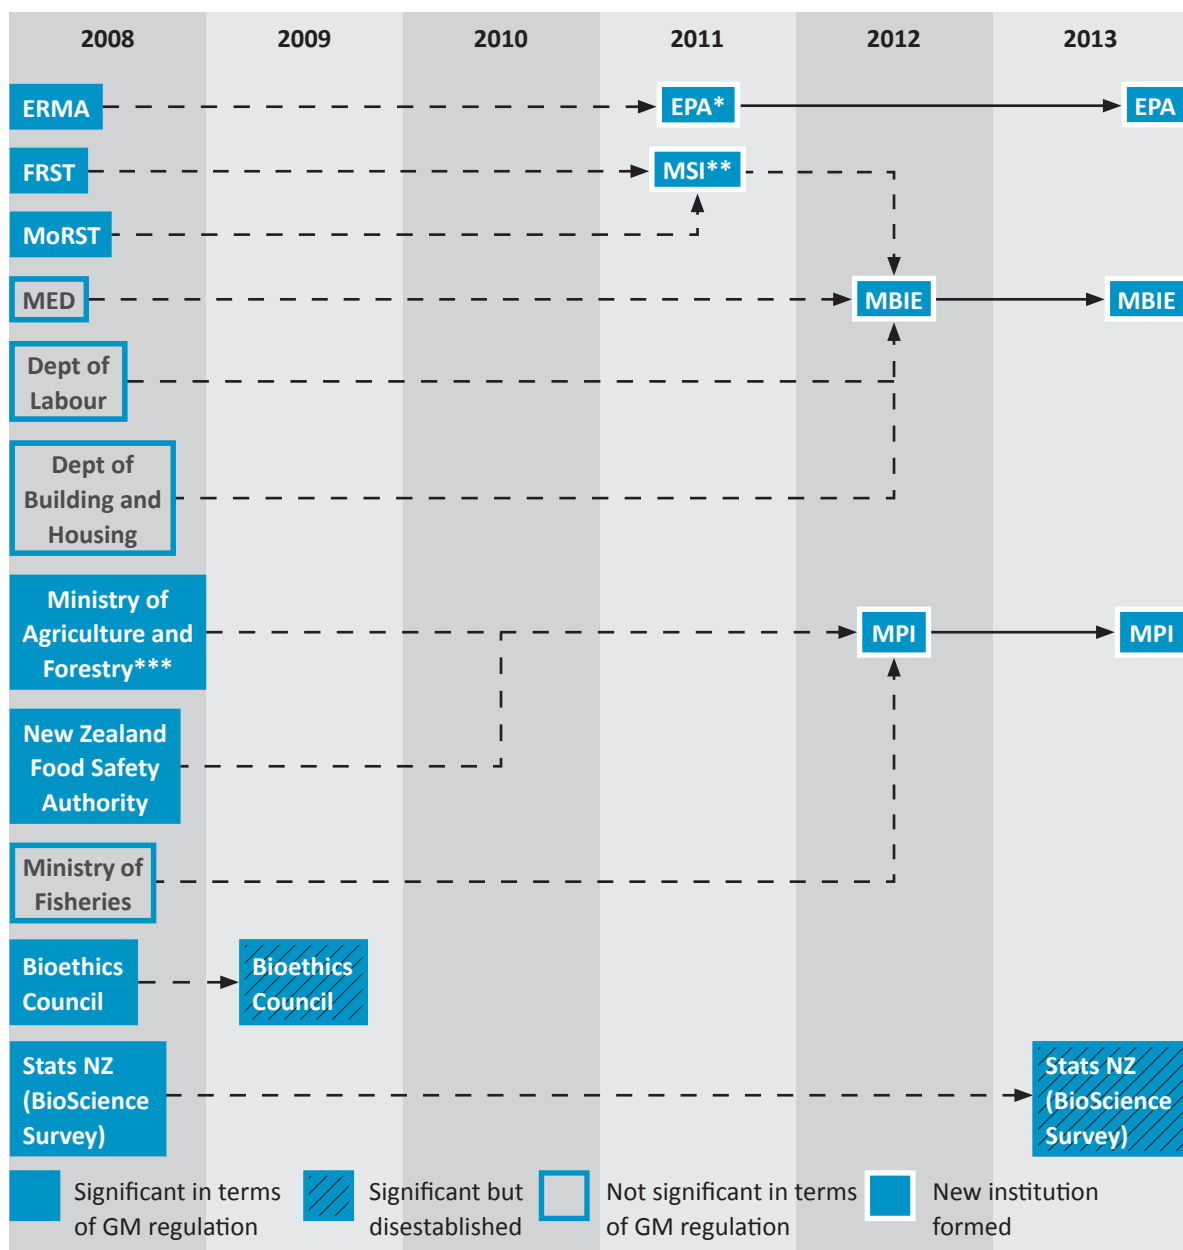 2008 2009 2010 2011 2012 2013
ERMA EPA* EPA
FRST MSI**
MoRST
MED MBIE MBIE
Dept of
Labour
Dept of
Building and
Housing
Ministry of
Agriculture and
Forestry***
MPI MPI
New Zealand
Food Safety
Authority
Ministry of
Fisheries
Bioethics
Council
Bioethics
Council
Stats NZ
(BioScience
Survey)
Stats NZ
(BioScience
Survey)
Significant in terms
of GM regulation
Significant but
disestablished
Not significant in terms
of GM regulation
New institution
formed